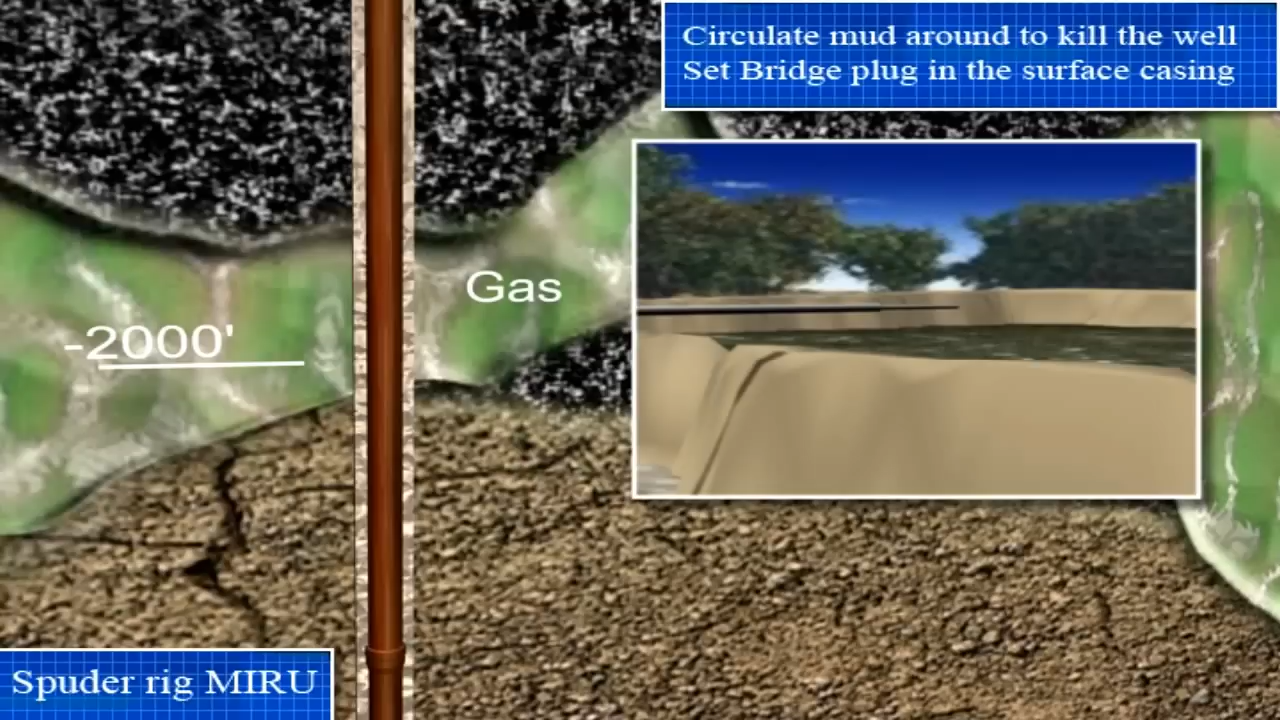 Circulate mud around to kill the well
Set Bridge plug in the surface casing
Gas
-2000'
Spuder rig MIRU